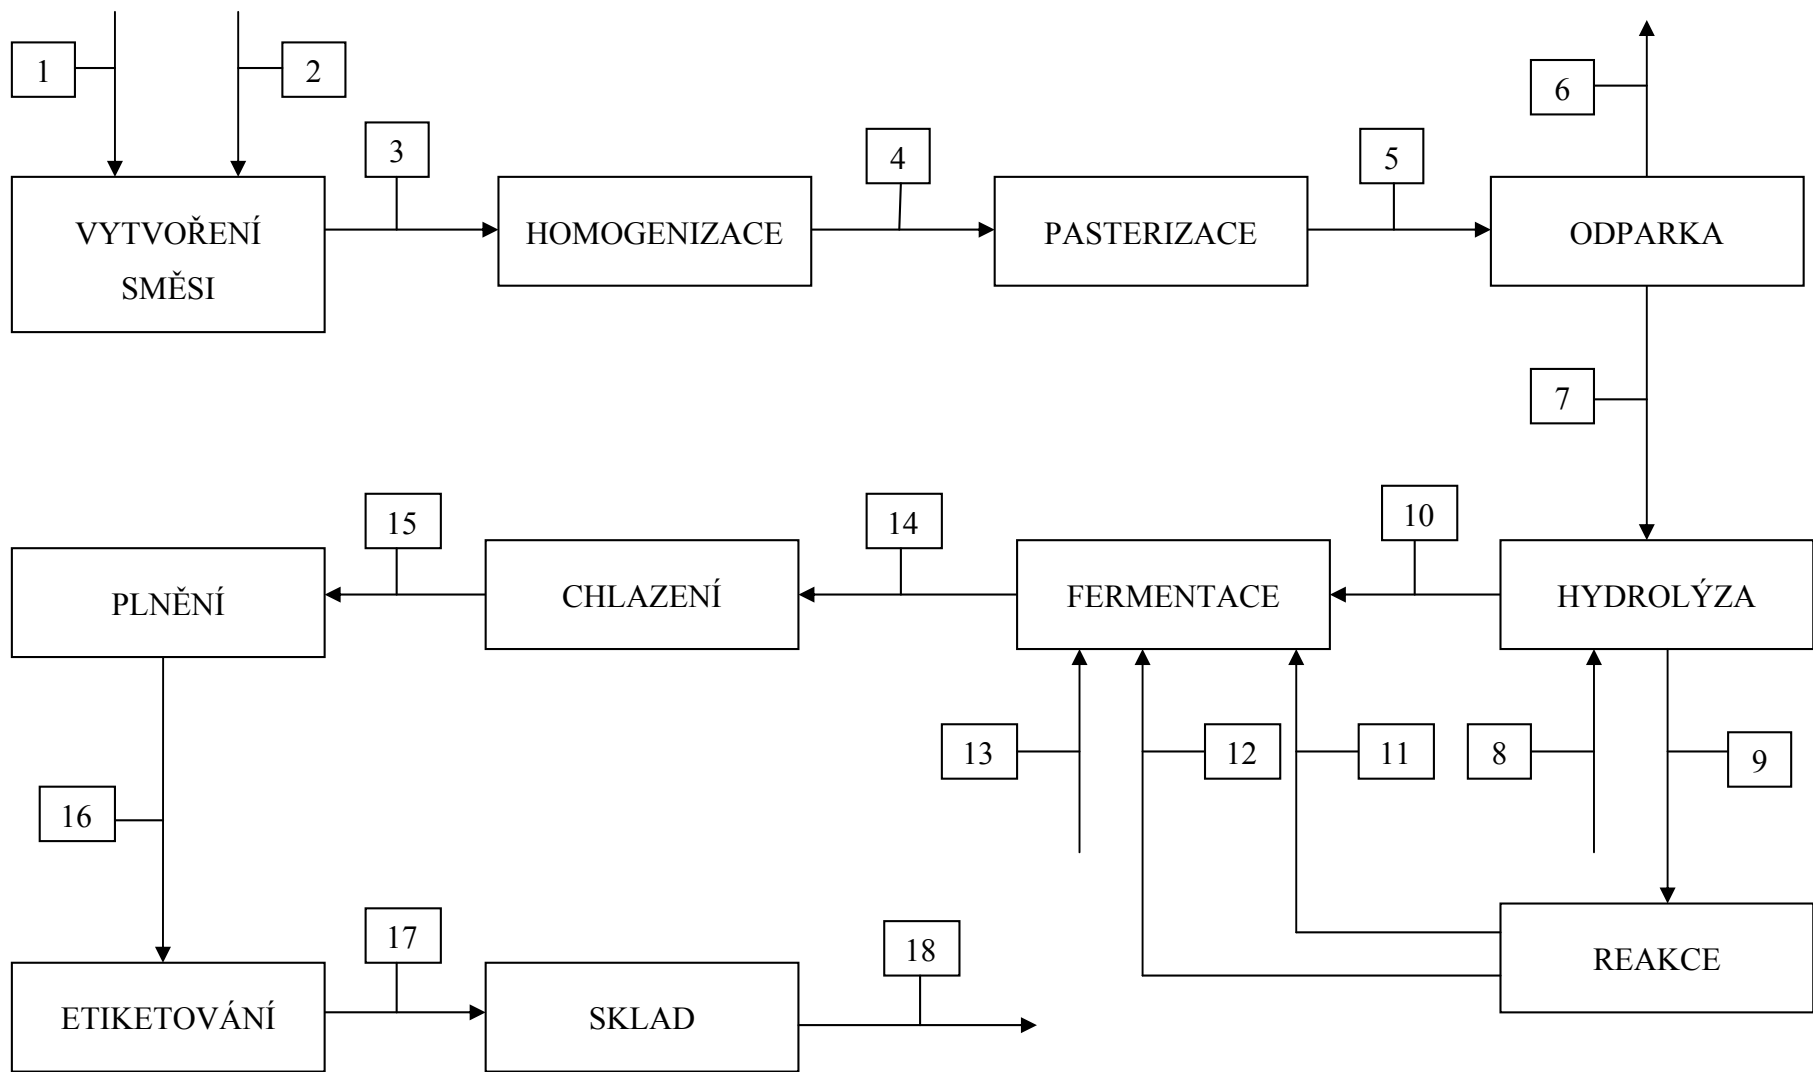 1
2
3
4
5
6
VYTVOŘENÍ
SMĚSI
HOMOGENIZACE
PASTERIZACE
ODPARKA
7
15
14
10
PLNĚNÍ
CHLAZENÍ
FERMENTACE
HYDROLÝZA
13
12
11
8
9
16
17
18
ETIKETOVÁNÍ
SKLAD
REAKCE